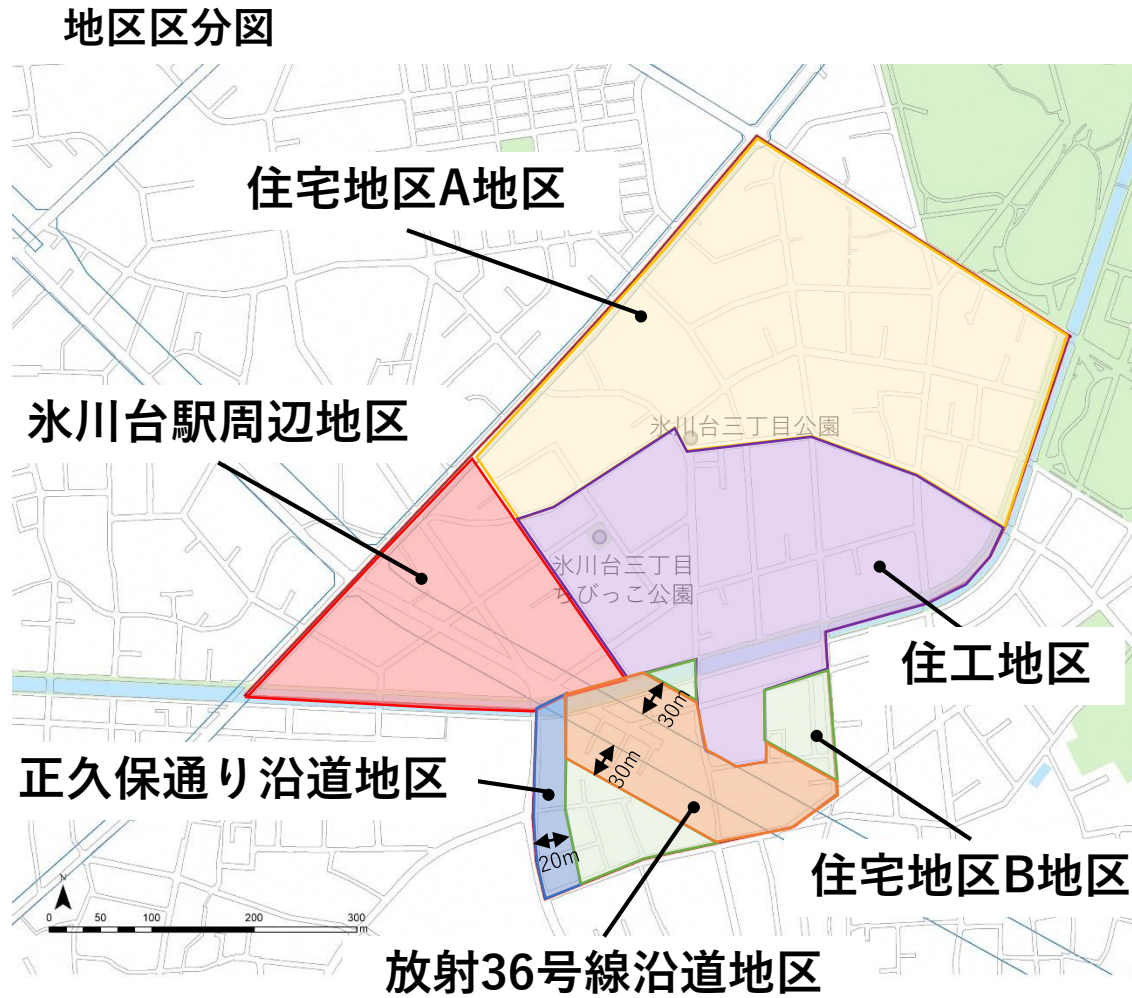 地区区分図
住宅地区A地区
氷川台三丁目公園
氷川台駅周辺地区
氷川台三丁目
ちびっこ公園
住工地区
30m
30m
正久保通り沿道地区
20m
住宅地区B地区
N
0 50 100 200 300
m
放射36号線沿道地区